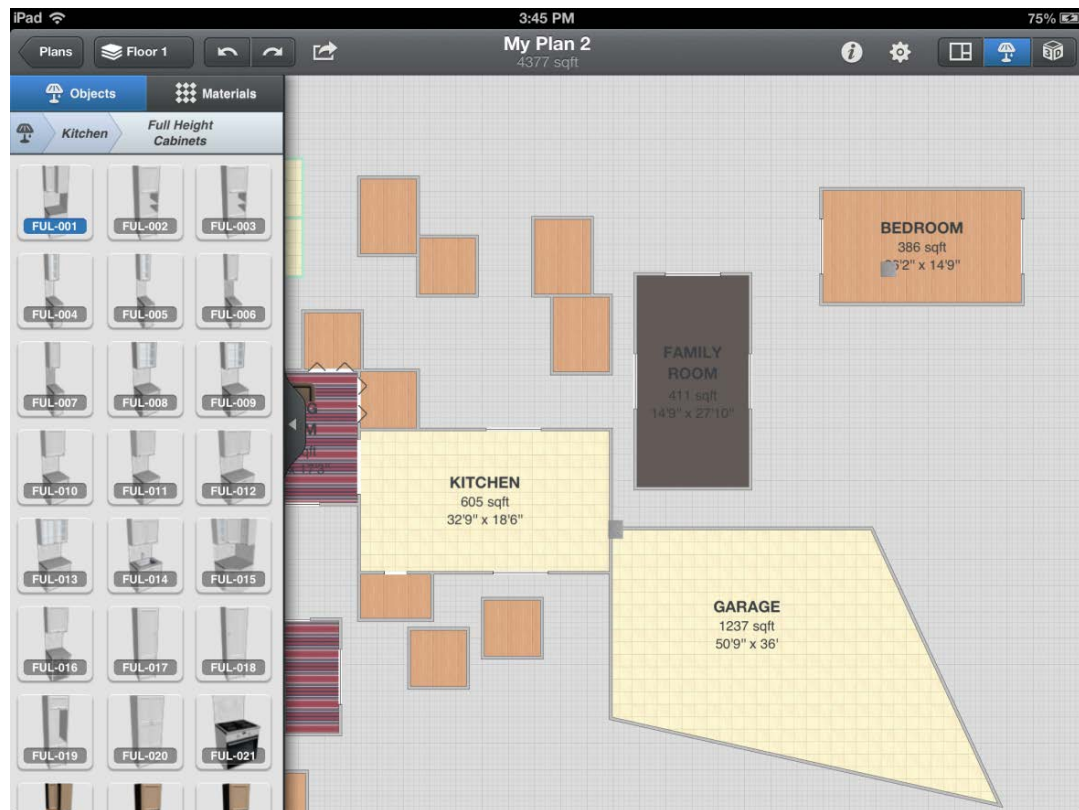 iPad
3:45 PM
75%
Plans
Floor 1
My Plan 2
4377 sqft
i
3D
Objects
Materials
Kitchen
Full Height
Cabinets
FUL-001
FUL-002
FUL-003
FUL-004
FUL-005
FUL-006
FUL-007
FUL-008
FUL-009
FUL-010
FUL-011
FUL-012
FUL-013
FUL-014
FUL-015
FUL-016
FUL-017
FUL-018
FUL-019
FUL-020
FUL-021
BEDROOM
386 sqft
14'9"
FAMILY
ROOM
411 sqft
14'9" x 27'10"
KITCHEN
605 sqft
32'9" x 18'6"
GARAGE
1237 sqft
50'9" x 36'